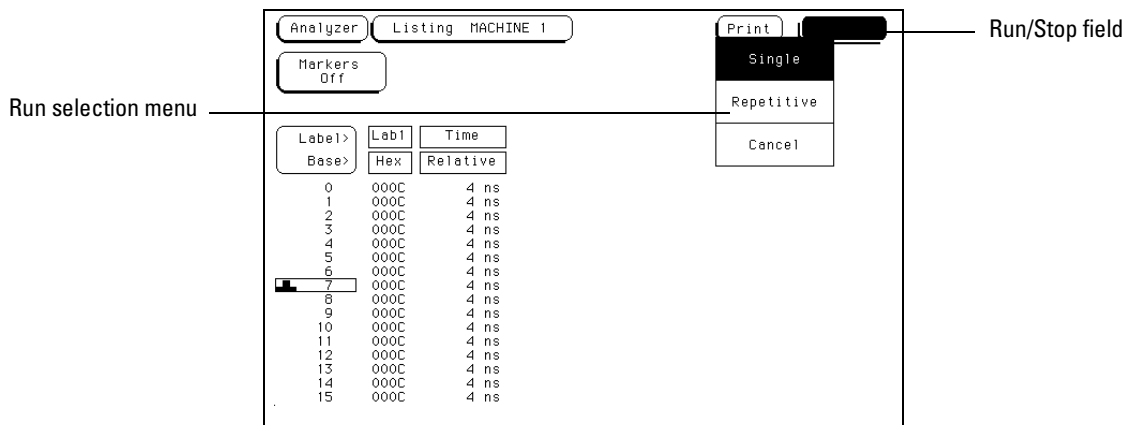 Analyzer Listing MACHINE 1 Print
Run/Stop field
Markers
Off
Single
Run selection menu
Repetitive
Cancel
Label> Lab1 Time
Base> Hex Relative
0 000C 4 ns
1 000C 4 ns
2 000C 4 ns
3 000C 4 ns
4 000C 4 ns
5 000C 4 ns
6 000C 4 ns
7 000C 4 ns
8 000C 4 ns
9 000C 4 ns
10 000C 4 ns
11 000C 4 ns
12 000C 4 ns
13 000C 4 ns
14 000C 4 ns
15 000C 4 ns